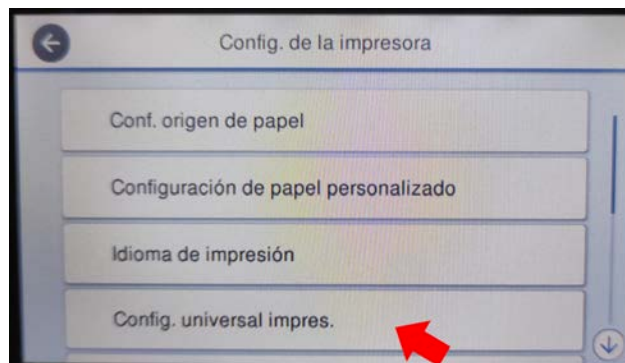 Config. de la impresora
Conf. origen de papel
Configuración de papel personalizado
Idioma de impresión
Config. universal impres.